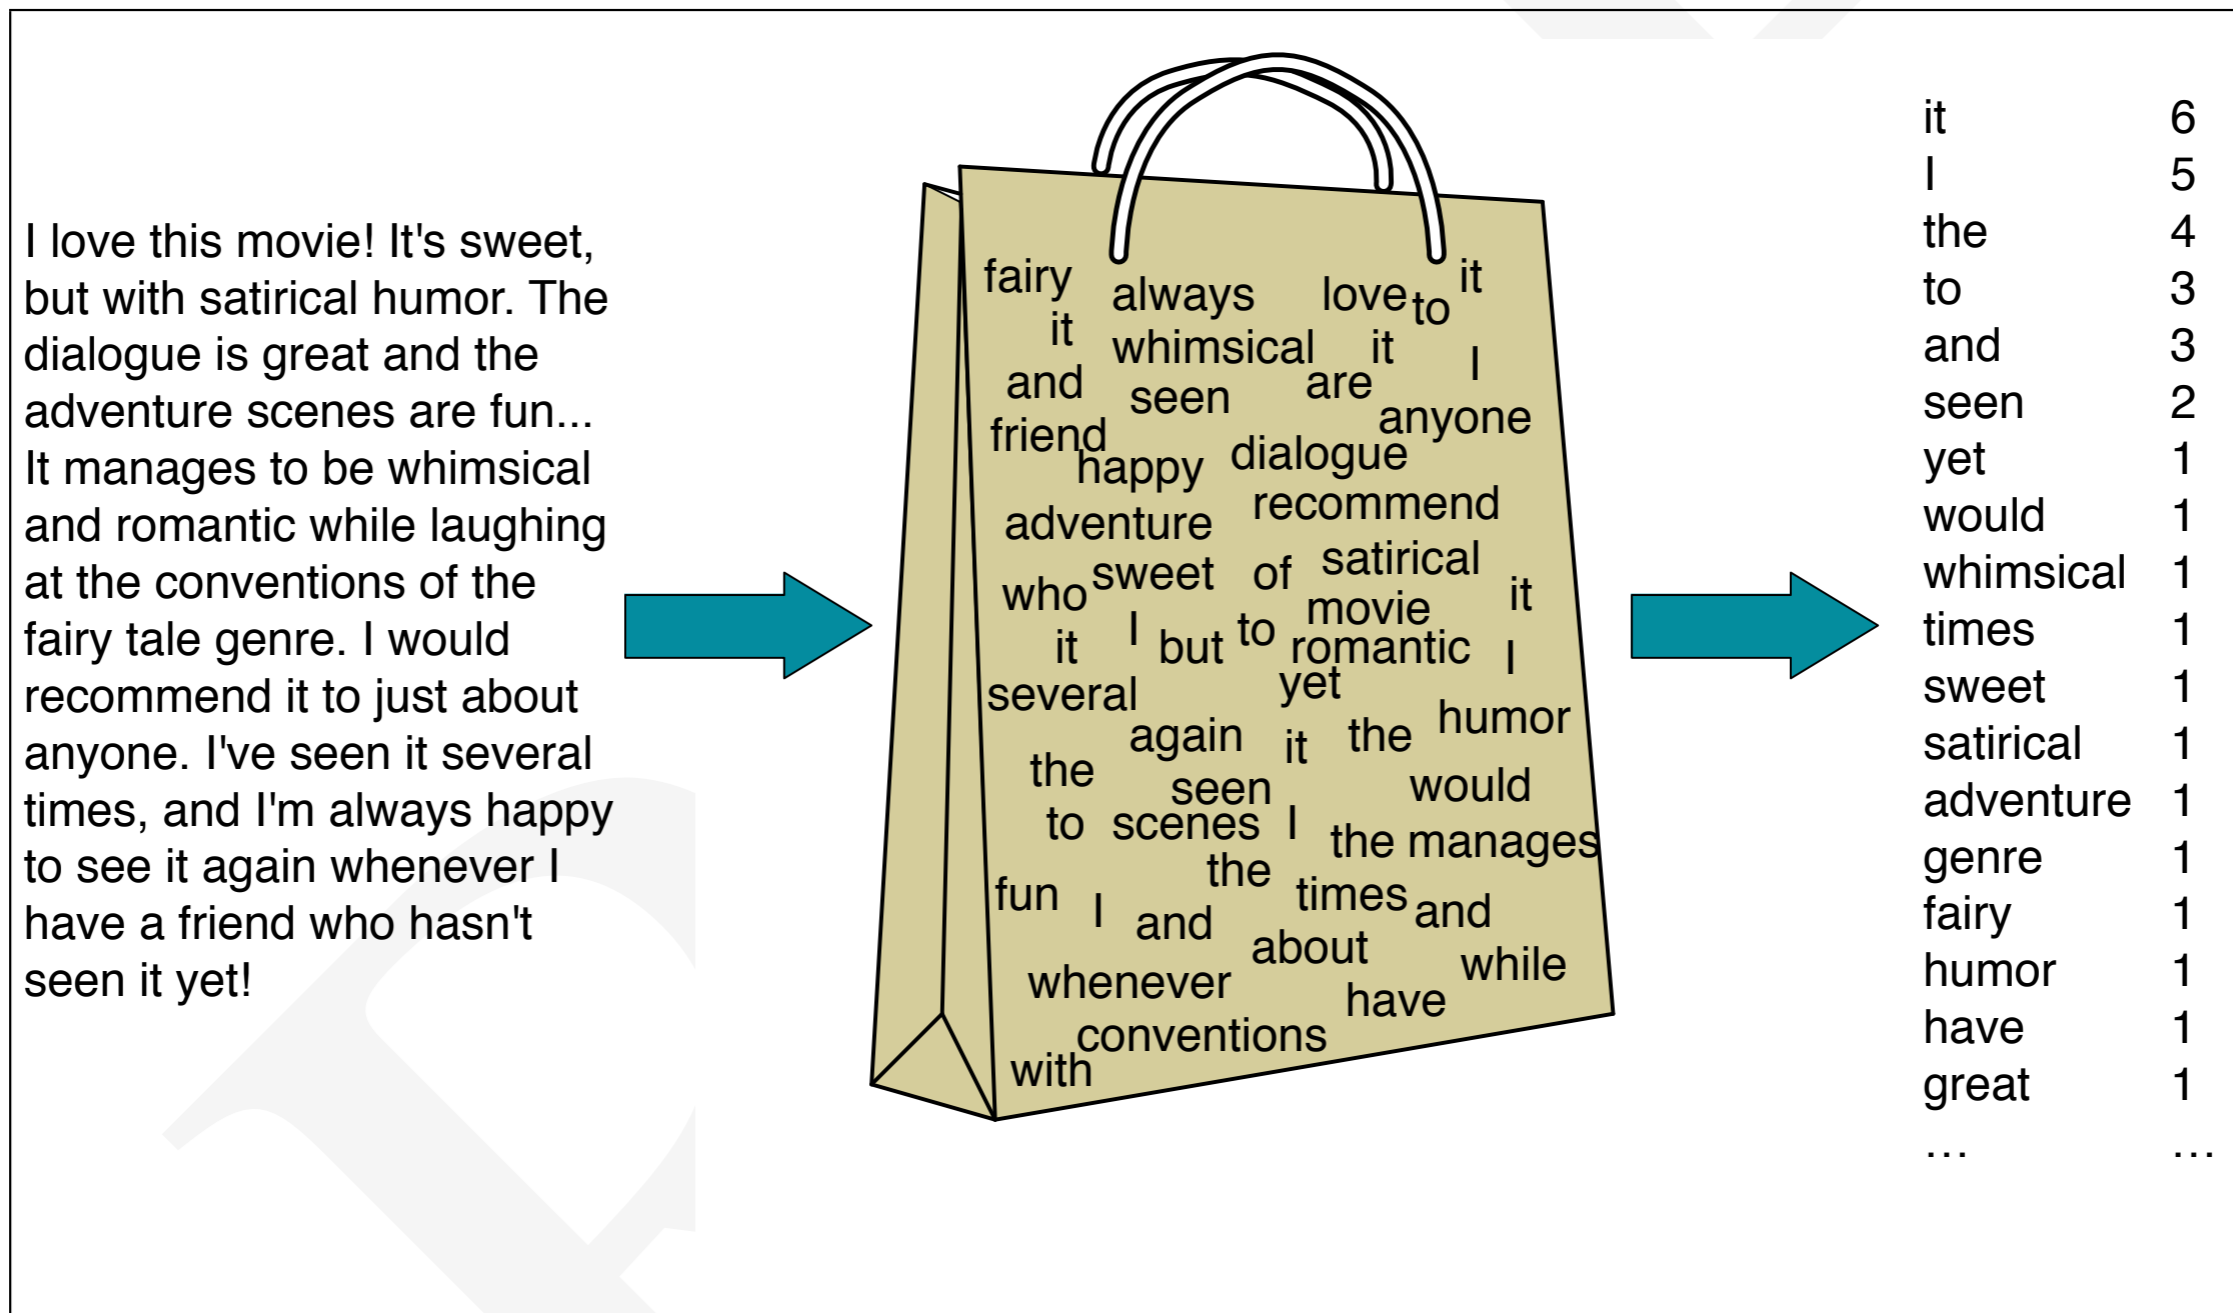 I love this movie! It's sweet,
but with satirical humor. The
dialogue is great and the
adventure scenes are fun...
It manages to be whimsical
and romantic while laughing
at the conventions of the
fairy tale genre. I would
recommend it to just about
anyone. I've seen it several
times, and I'm always happy
to see it again whenever I
have a friend who hasn't
seen it yet!
fairy always love to it
it whimsical it I
and seen are anyone
friend happy dialogue
adventure recommend
who sweet of satirical
it I but to movie it
romantic I
several yet
again it the humor
the seen would
to scenes I the manages
the
fun I and times and
about
whenever have while
conventions
with
it 6
I 5
the 4
to 3
and 3
seen 2
yet 1
would 1
whimsical 1
times 1
sweet 1
satirical 1
adventure 1
genre 1
fairy 1
humor 1
have 1
great 1
… …